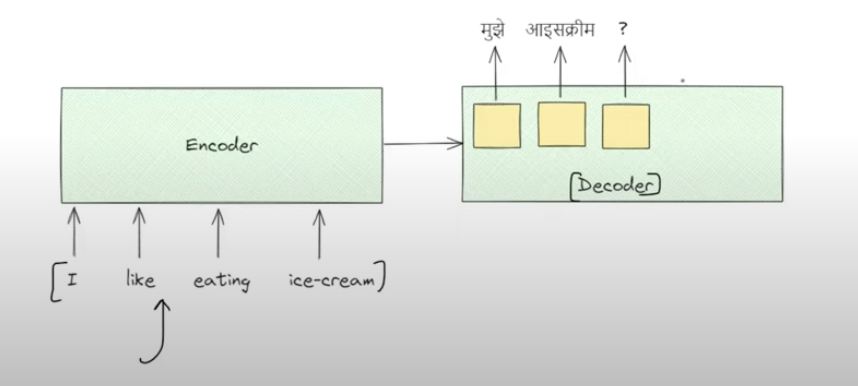 मुझे आइसक्रीम ?
Encoder
[Decoder]
[I like eating ice-cream]